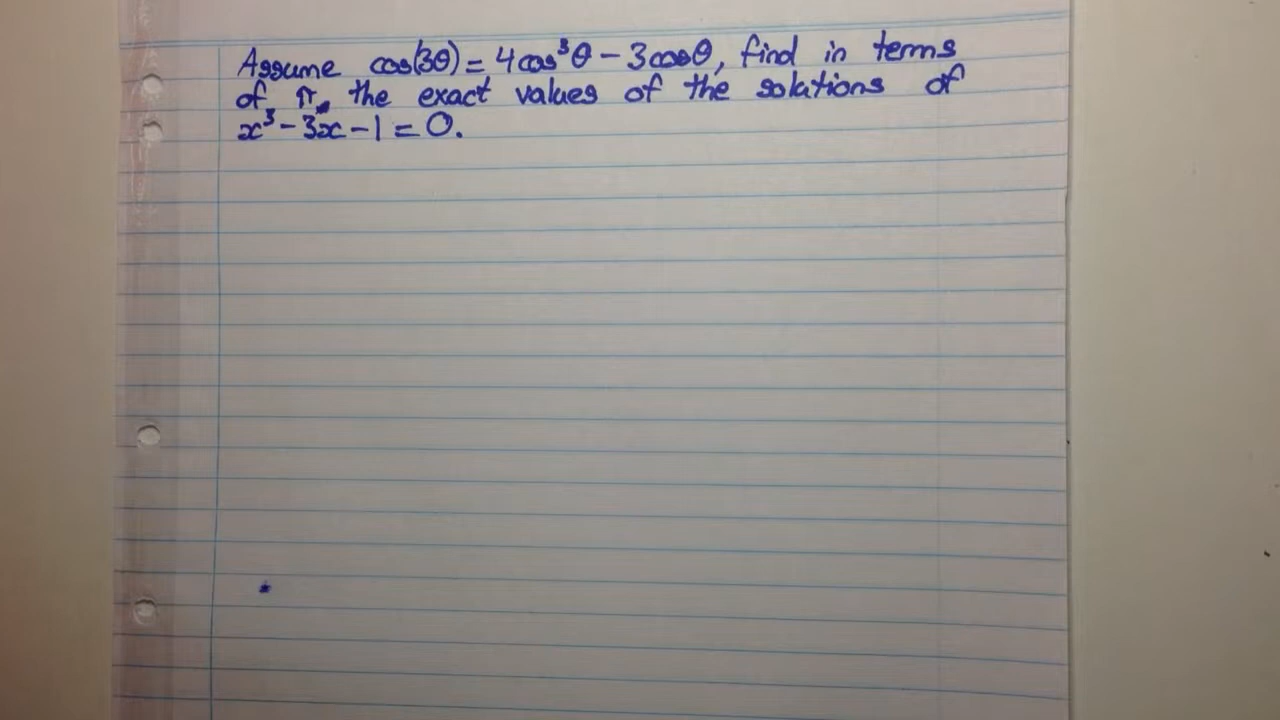 Assume cos(3θ) = 4cos³θ - 3cosθ, find in terms
of π, the exact values of the solutions of
x³ - 3x - 1 = 0.